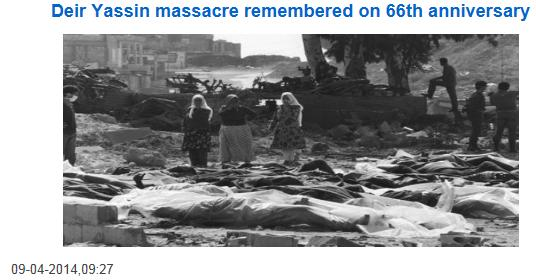 Deir Yassin massacre remembered on 66th anniversary
09-04-2014,09:27